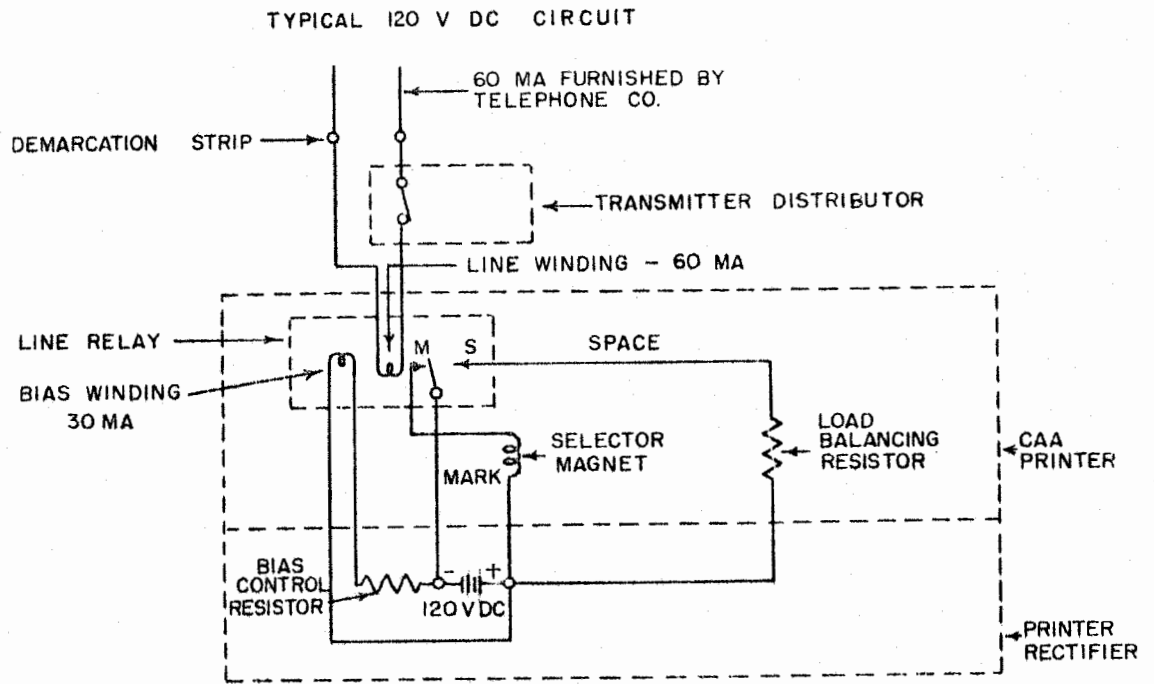 TYPICAL 120 V DC CIRCUIT
60 MA FURNISHED BY
TELEPHONE CO.
DEMARCATION STRIP
TRANSMITTER DISTRIBUTOR
LINE WINDING - 60 MA
LINE RELAY
M S SPACE
BIAS WINDING
30 MA
SELECTOR
MAGNET
MARK
LOAD
BALANCING
RESISTOR
CAA
PRINTER
BIAS
CONTROL
RESISTOR
- +
120 V DC
PRINTER
RECTIFIER